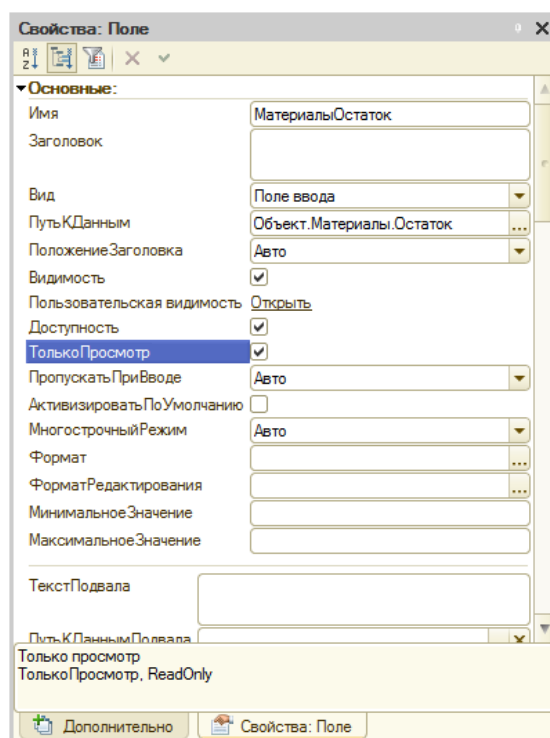 Свойства: Поле
Основные:
Имя МатериалыОстаток
Заголовок
Вид Поле ввода
ПутьКДанным Объект.Материалы.Остаток ...
ПоложениеЗаголовка Авто
Видимость
Пользовательская видимость Открыть
Доступность
ТолькоПросмотр
ПропускатьПриВводе Авто
АктивизироватьПоУмолчанию
МногострочныйРежим Авто
Формат ...
ФорматРедактирования ...
МинимальноеЗначение
МаксимальноеЗначение
ТекстПодвала
ПутьКДаннымПодвала
Только просмотр
ТолькоПросмотр, ReadOnly
Дополнительно Свойства: Поле